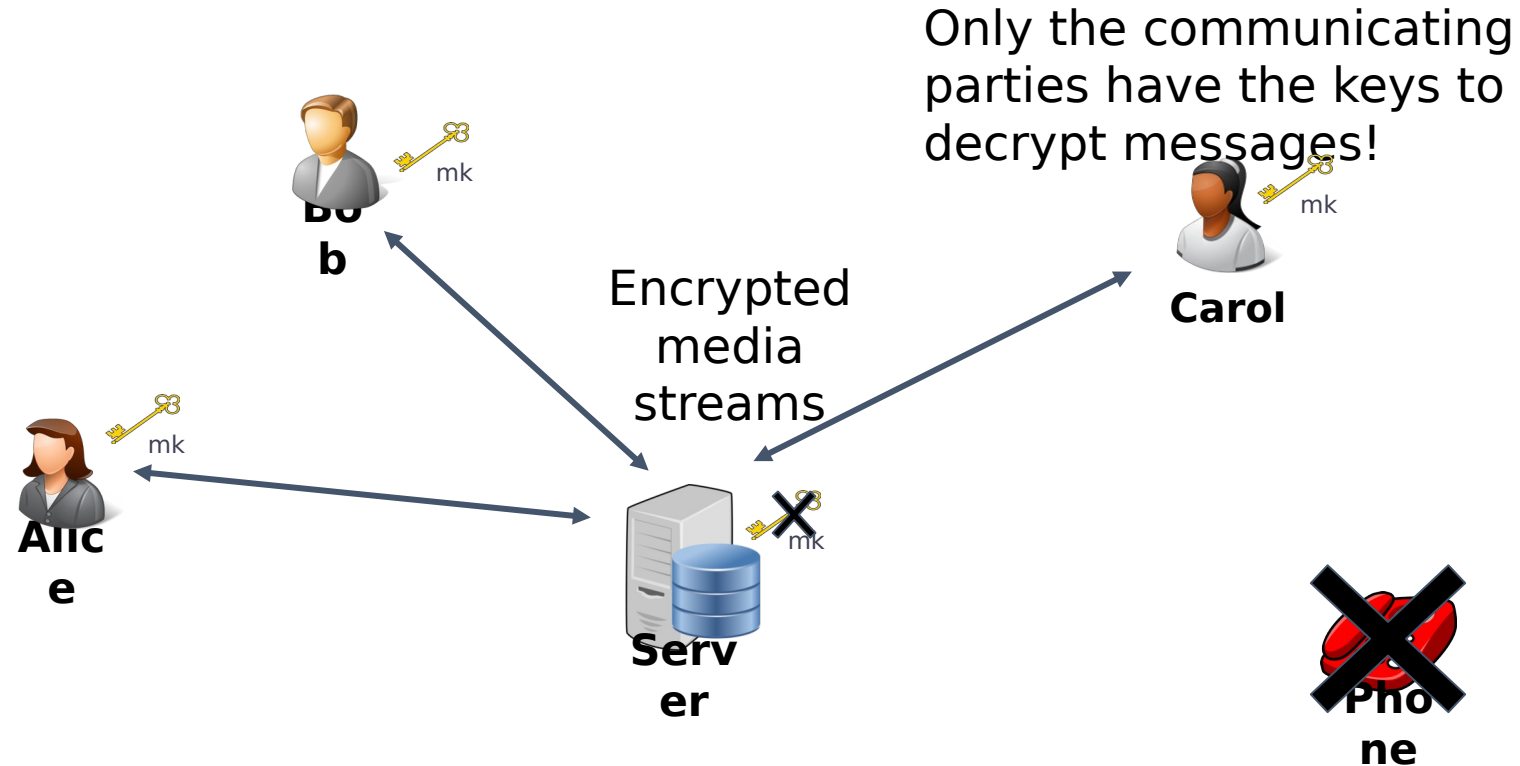 Only the communicating
parties have the keys to
decrypt messages!
mk
Bo
b
mk
Carol
Encrypted
media
streams
mk
Alic
e
mk
Serv
er
Pho
ne